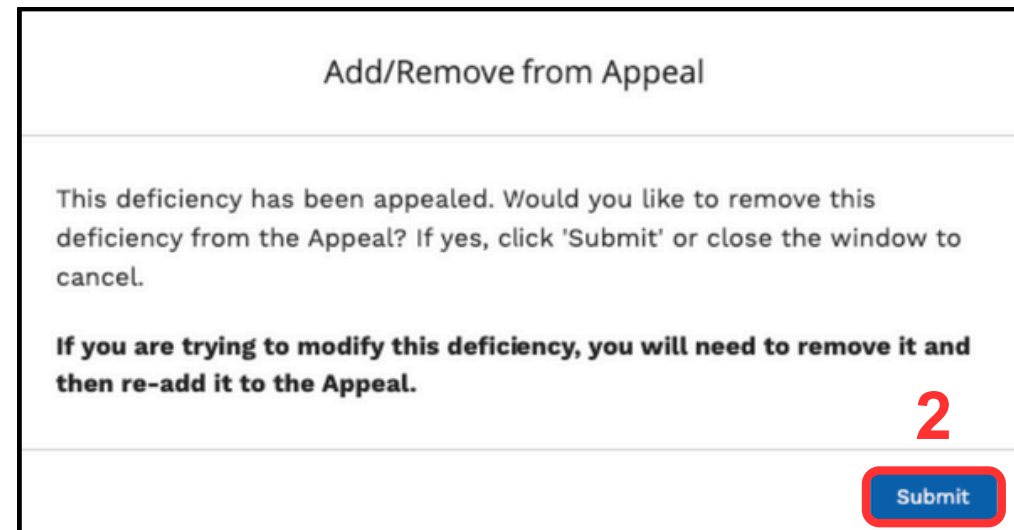 Add/Remove from Appeal
This deficiency has been appealed. Would you like to remove this
deficiency from the Appeal? If yes, click 'Submit' or close the window to
cancel.
If you are trying to modify this deficiency, you will need to remove it and
then re-add it to the Appeal.
2
Submit